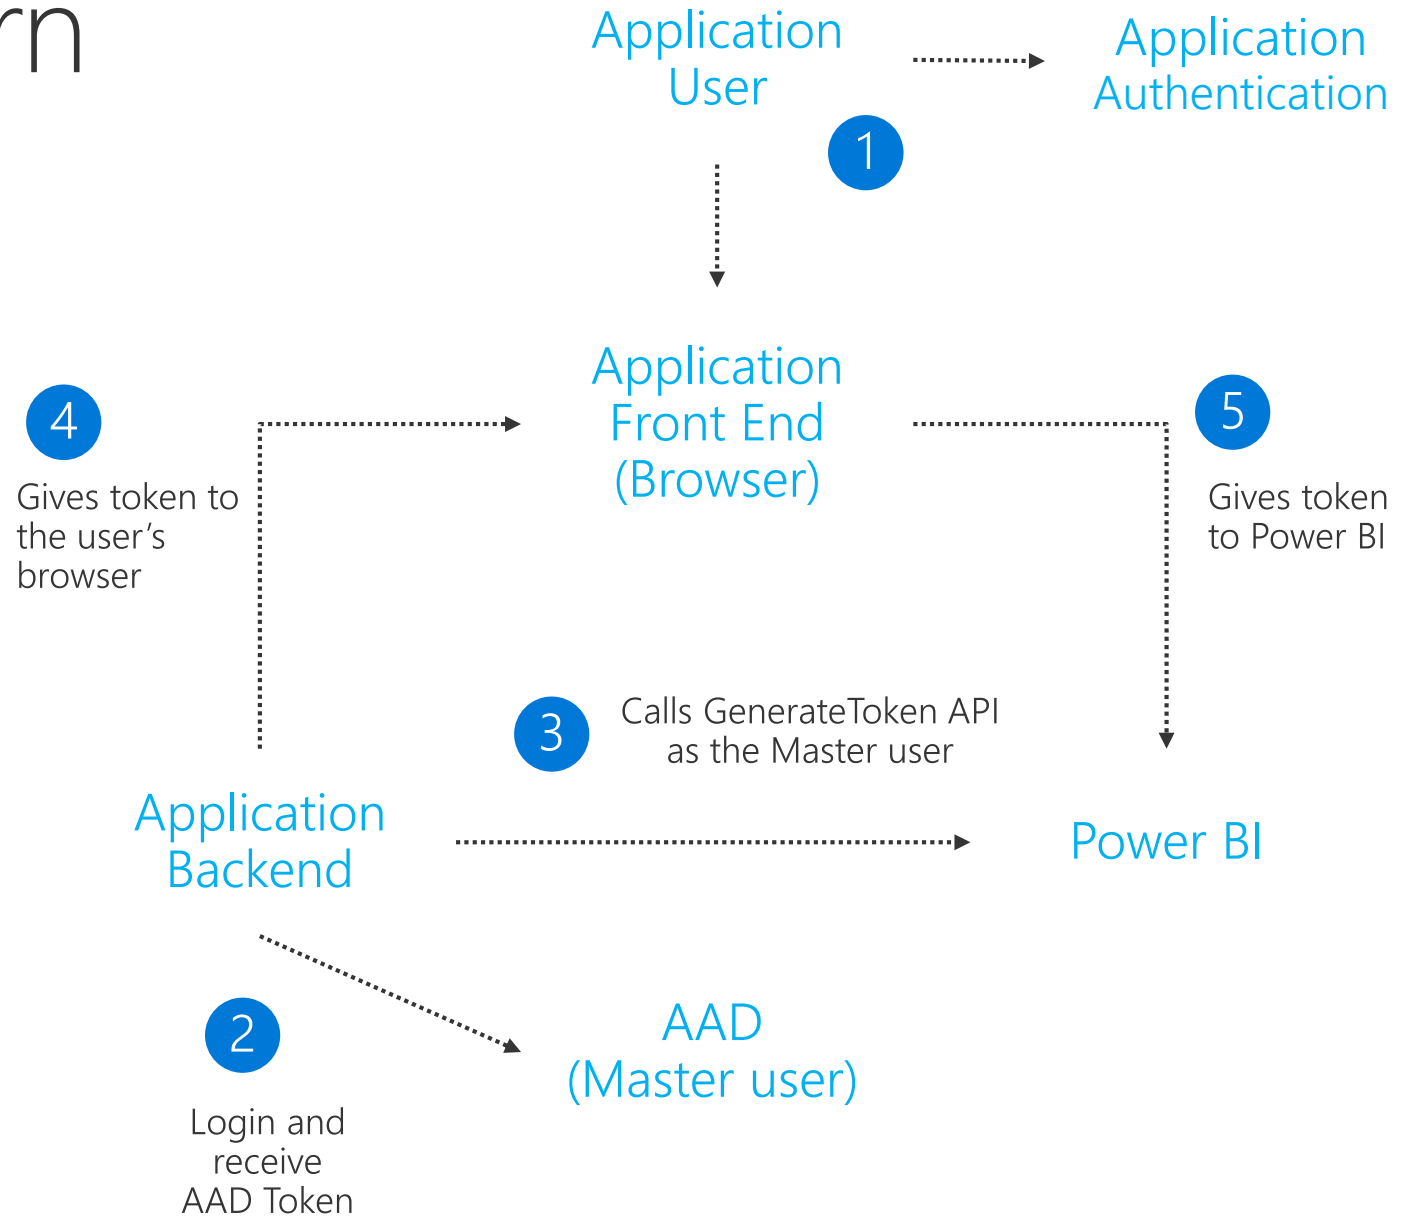 rn
Application
User
Application
Authentication
1
Application
Front End
(Browser)
4
Gives token to
the user's
browser
5
Gives token
to Power BI
3
Calls GenerateToken API
as the Master user
Application
Backend
Power BI
2
Login and
receive
AAD Token
AAD
(Master user)